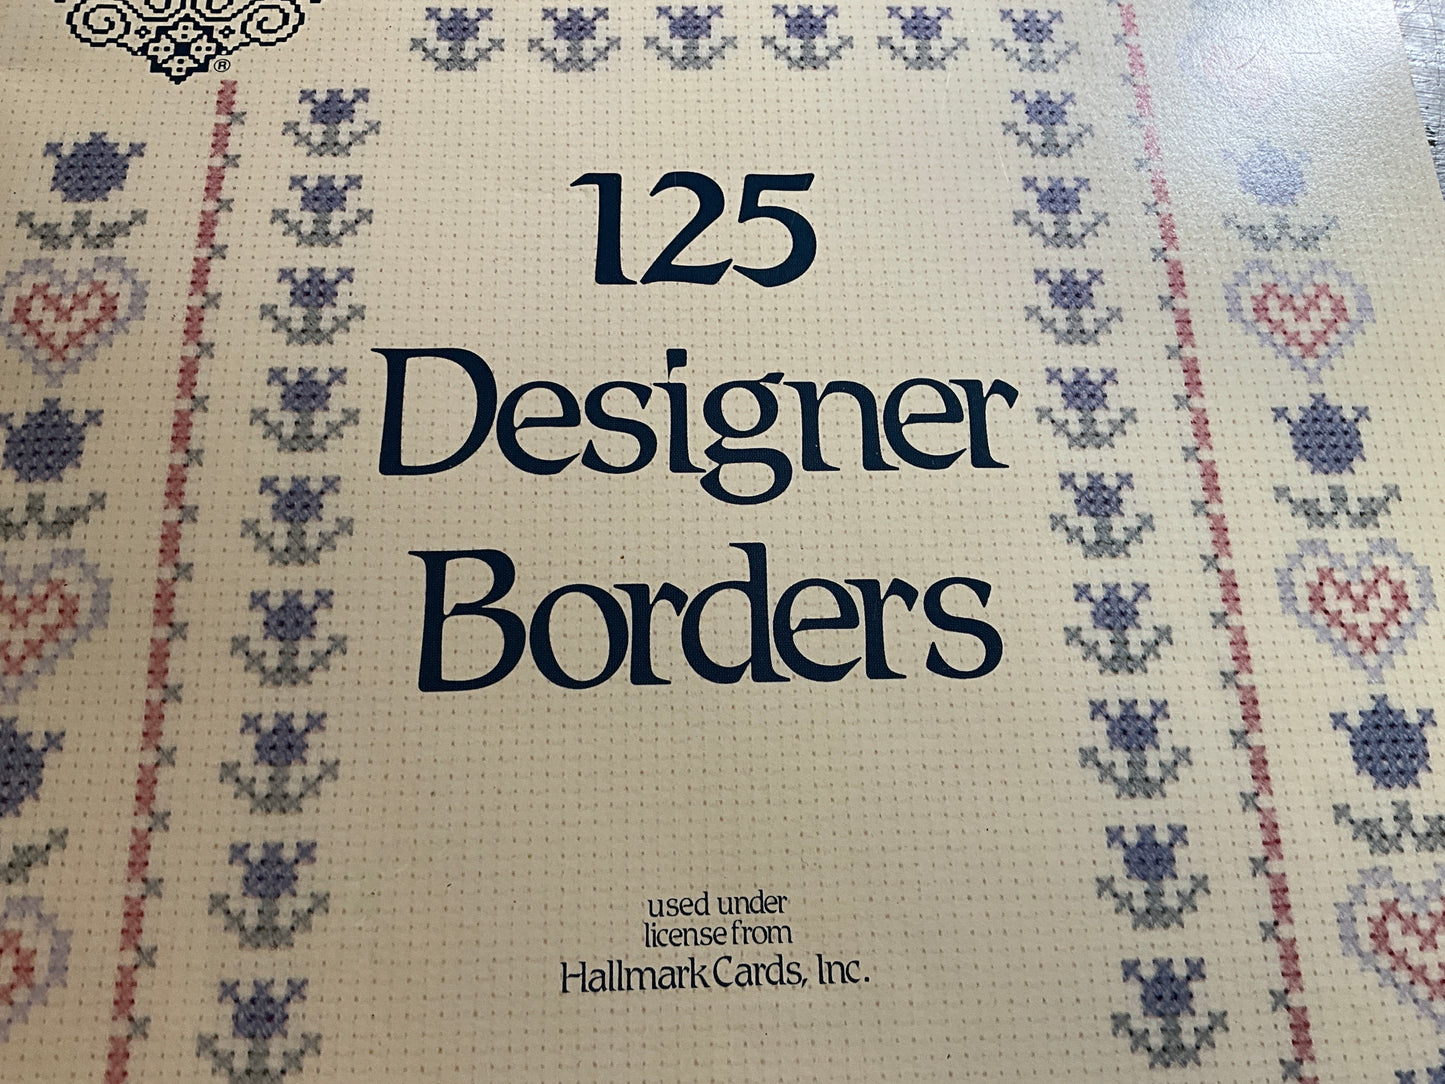 ®
125
Designer
Borders
used under
license from
Hallmark Cards, Inc.